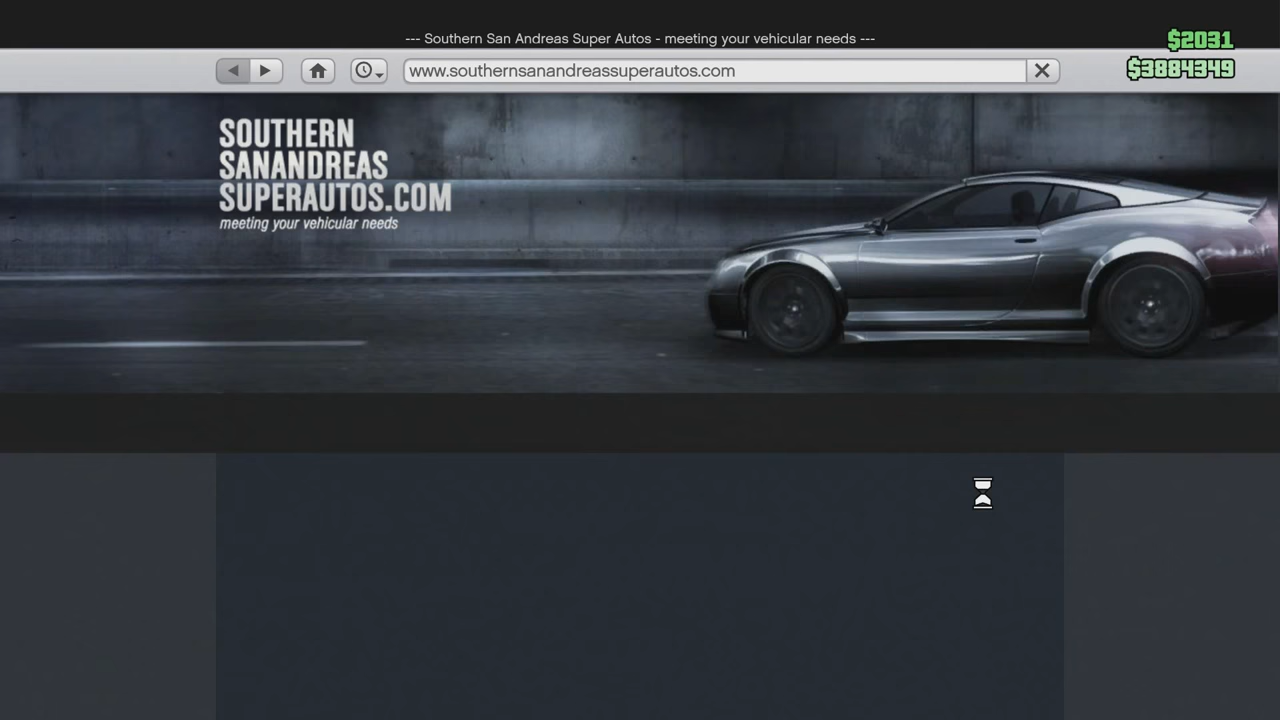 --- Southern San Andreas Super Autos - meeting your vehicular needs ---
$2031
$3884349
www.southernsanandreassuperautos.com
SOUTHERN
SANANDREAS
SUPERAUTOS.COM
meeting your vehicular needs